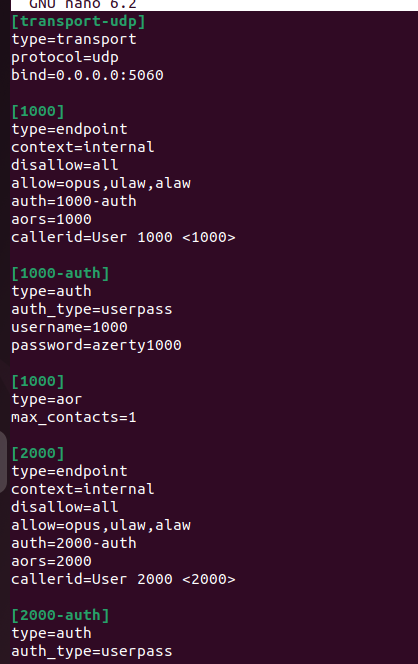 GNU nano 6.2
[transport-udp]
type=transport
protocol=udp
bind=0.0.0.0:5060
[1000]
type=endpoint
context=internal
disallow=all
allow=opus,ulaw,alaw
auth=1000-auth
aors=1000
callerid=User 1000 <1000>
[1000-auth]
type=auth
auth_type=userpass
username=1000
password=azerty1000
[1000]
type=aor
max_contacts=1
[2000]
type=endpoint
context=internal
disallow=all
allow=opus,ulaw,alaw
auth=2000-auth
aors=2000
callerid=User 2000 <2000>
[2000-auth]
type=auth
auth_type=userpass